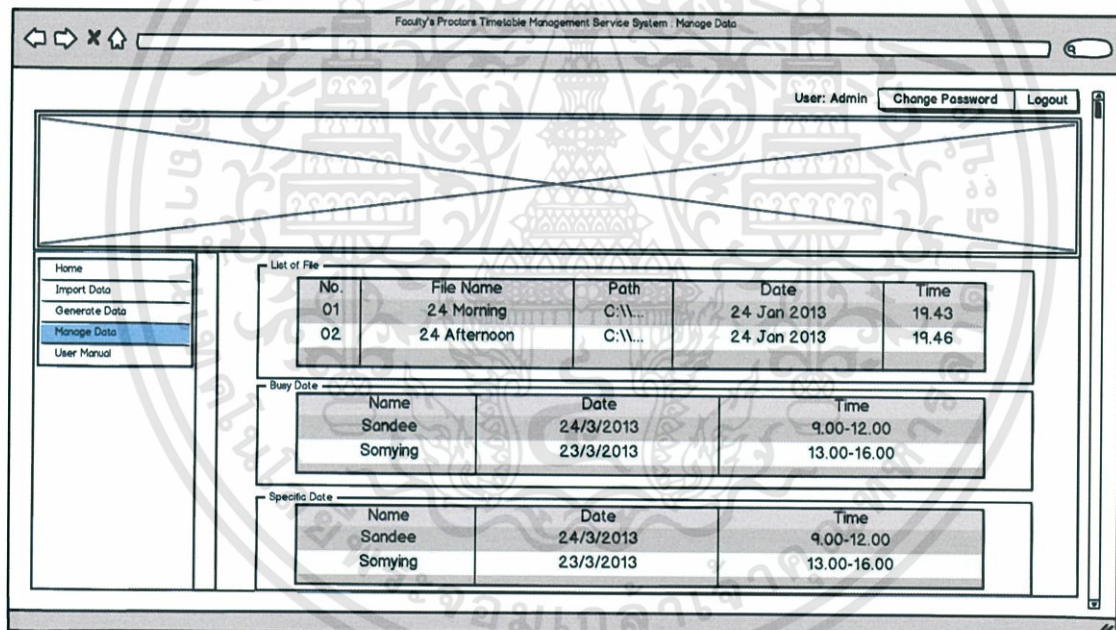 Faculty's Proctors Timetable Management Service System : Manage Data
User: Admin Change Password Logout
Home
Import Data
Generate Data
Manage Data
User Manual
List of File
No. File Name Path Date Time
01 24 Morning C:\\... 24 Jan 2013 19.43
02 24 Afternoon C:\\... 24 Jan 2013 19.46
Busy Date
Name Date Time
Sandee 24/3/2013 9.00-12.00
Somying 23/3/2013 13.00-16.00
Specific Date
Name Date Time
Sandee 24/3/2013 9.00-12.00
Somying 23/3/2013 13.00-16.00